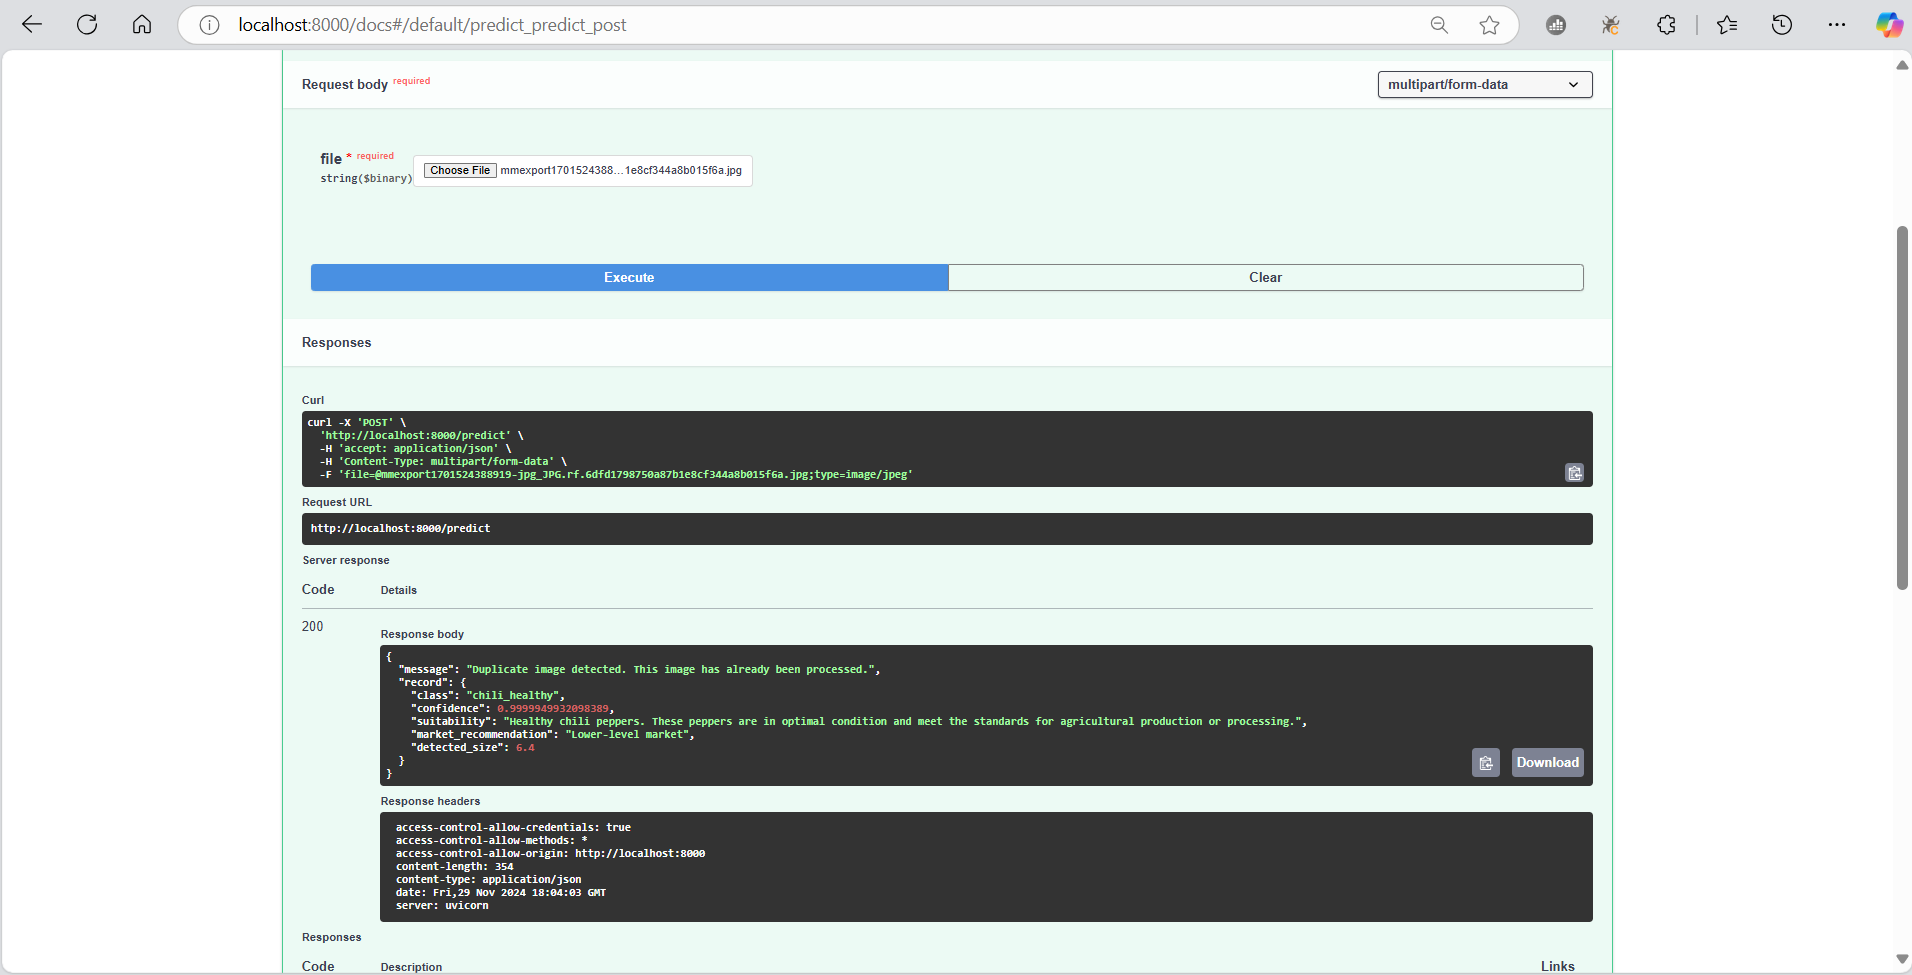 localhost:8000/docs#/default/predict_predict_post
Request body required
multipart/form-data
file * required
string($binary)
Choose File mmexport1701524388...1e8cf344a8b015f6a.jpg
Execute
Clear
Responses
Curl
curl -X 'POST' \
'http://localhost:8000/predict' \
-H 'accept: application/json' \
-H 'Content-Type: multipart/form-data' \
-F 'file=@mmexport1701524388919-jpg_JPG.rf.6dfd1798750a87b1e8cf344a8b015f6a.jpg;type=image/jpeg'
Request URL
http://localhost:8000/predict
Server response
Code Details
200
Response body
{
"message": "Duplicate image detected. This image has already been processed.",
"record": {
"class": "chili_healthy",
"confidence": 0.9999949932098389,
"suitability": "Healthy chili peppers. These peppers are in optimal condition and meet the standards for agricultural production or processing.",
"market_recommendation": "Lower-level market",
"detected_size": 6.4
}
}
Download
Response headers
access-control-allow-credentials: true
access-control-allow-methods: *
access-control-allow-origin: http://localhost:8000
content-length: 354
content-type: application/json
date: Fri,29 Nov 2024 18:04:03 GMT
server: uvicorn
Responses
Code Description Links